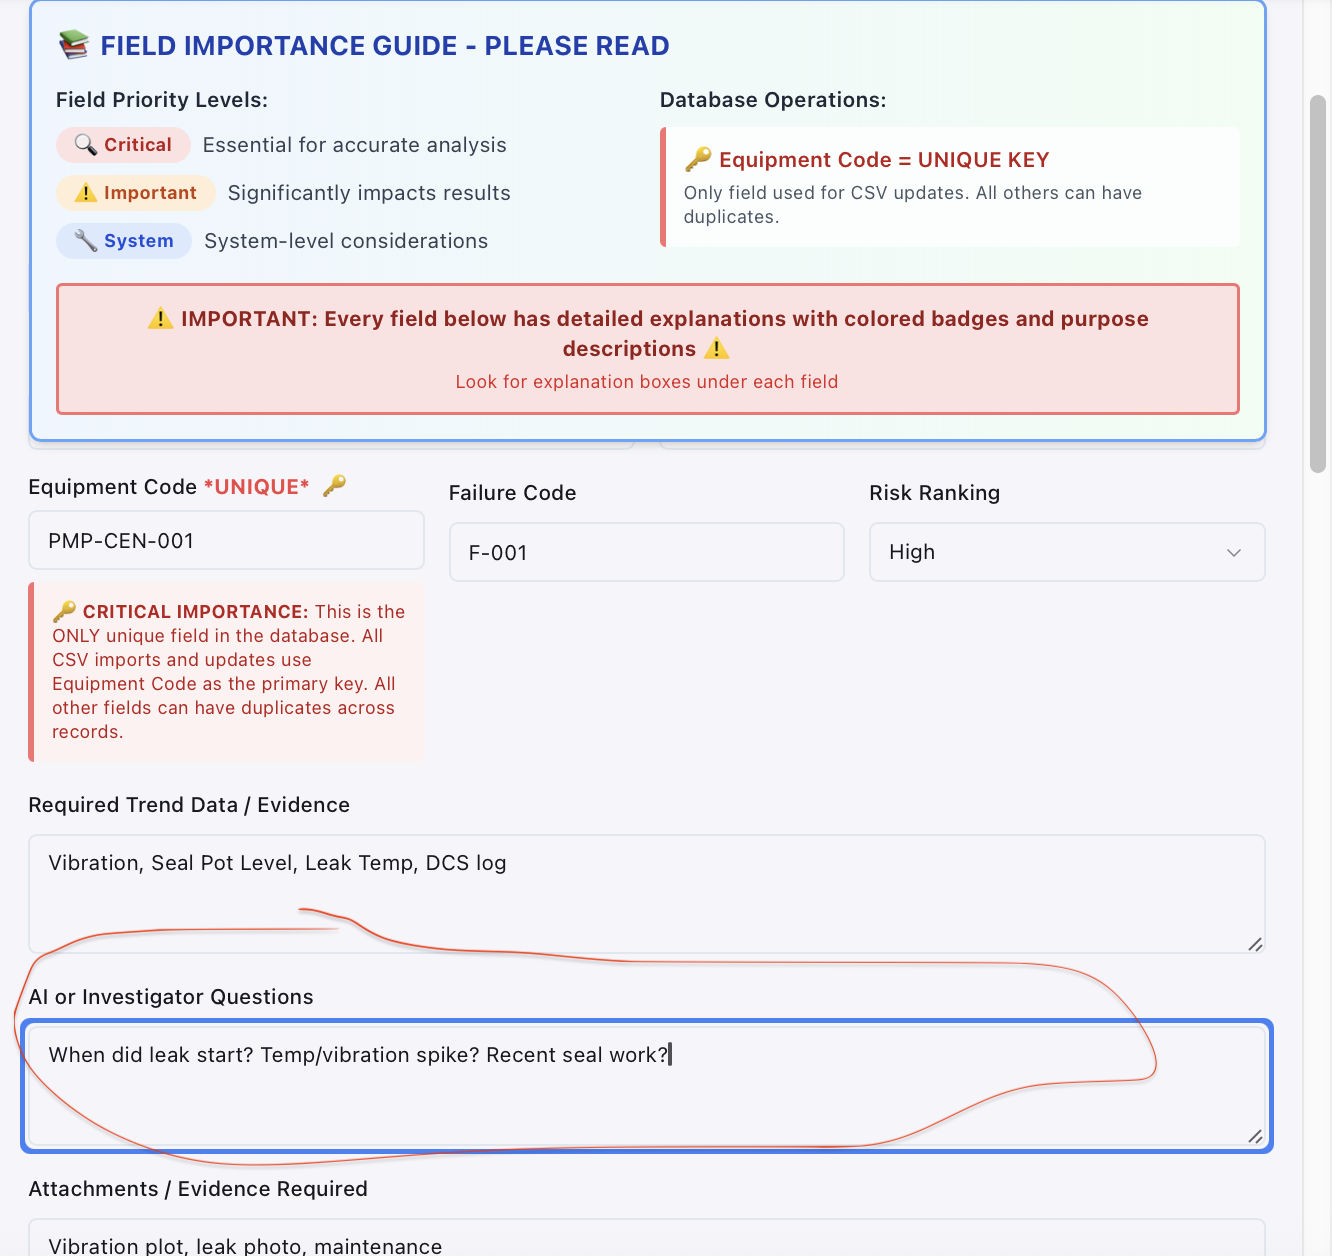 📚 FIELD IMPORTANCE GUIDE - PLEASE READ
Field Priority Levels:
🔍 Critical Essential for accurate analysis
⚠️ Important Significantly impacts results
🔧 System System-level considerations
Database Operations:
🔑 Equipment Code = UNIQUE KEY
Only field used for CSV updates. All others can have
duplicates.
⚠️ IMPORTANT: Every field below has detailed explanations with colored badges and purpose
descriptions ⚠️
Look for explanation boxes under each field
Equipment Code *UNIQUE* 🔑
PMP-CEN-001
🔑 CRITICAL IMPORTANCE: This is the
ONLY unique field in the database. All
CSV imports and updates use
Equipment Code as the primary key. All
other fields can have duplicates across
records.
Failure Code
F-001
Risk Ranking
High
Required Trend Data / Evidence
Vibration, Seal Pot Level, Leak Temp, DCS log
AI or Investigator Questions
When did leak start? Temp/vibration spike? Recent seal work?
Attachments / Evidence Required
Vibration plot, leak photo, maintenance